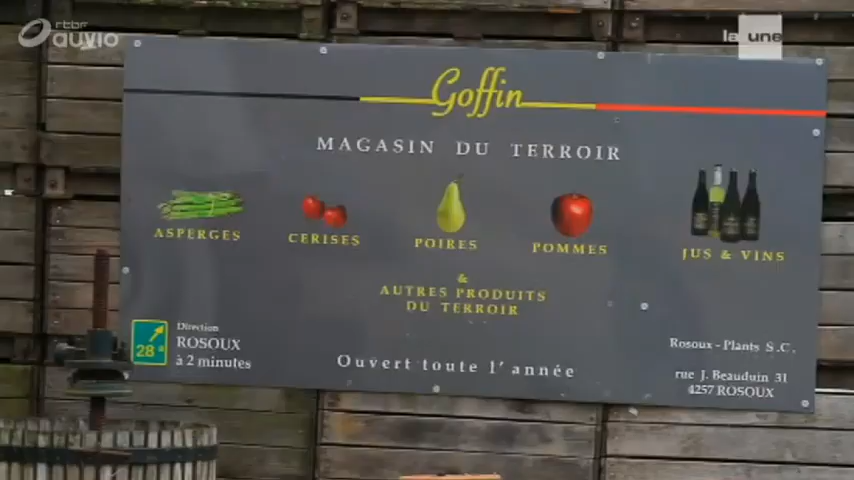 rtbf
auvio
la une
Goffin
MAGASIN DU TERROIR
ASPERGES
CERISES
POIRES
POMMES
JUS & VINS
&
AUTRES PRODUITS
DU TERROIR
28a
Direction
ROSOUX
à 2 minutes
Ouvert toute l'année
Rosoux - Plants S.C.
rue J. Beauduin 31
4257 ROSOUX